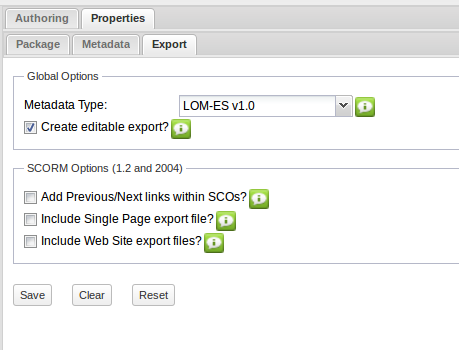 Authoring Properties
Package Metadata Export
Global Options
Metadata Type: LOM-ES v1.0
Create editable export?
SCORM Options (1.2 and 2004)
Add Previous/Next links within SCOs?
Include Single Page export file?
Include Web Site export files?
Save Clear Reset